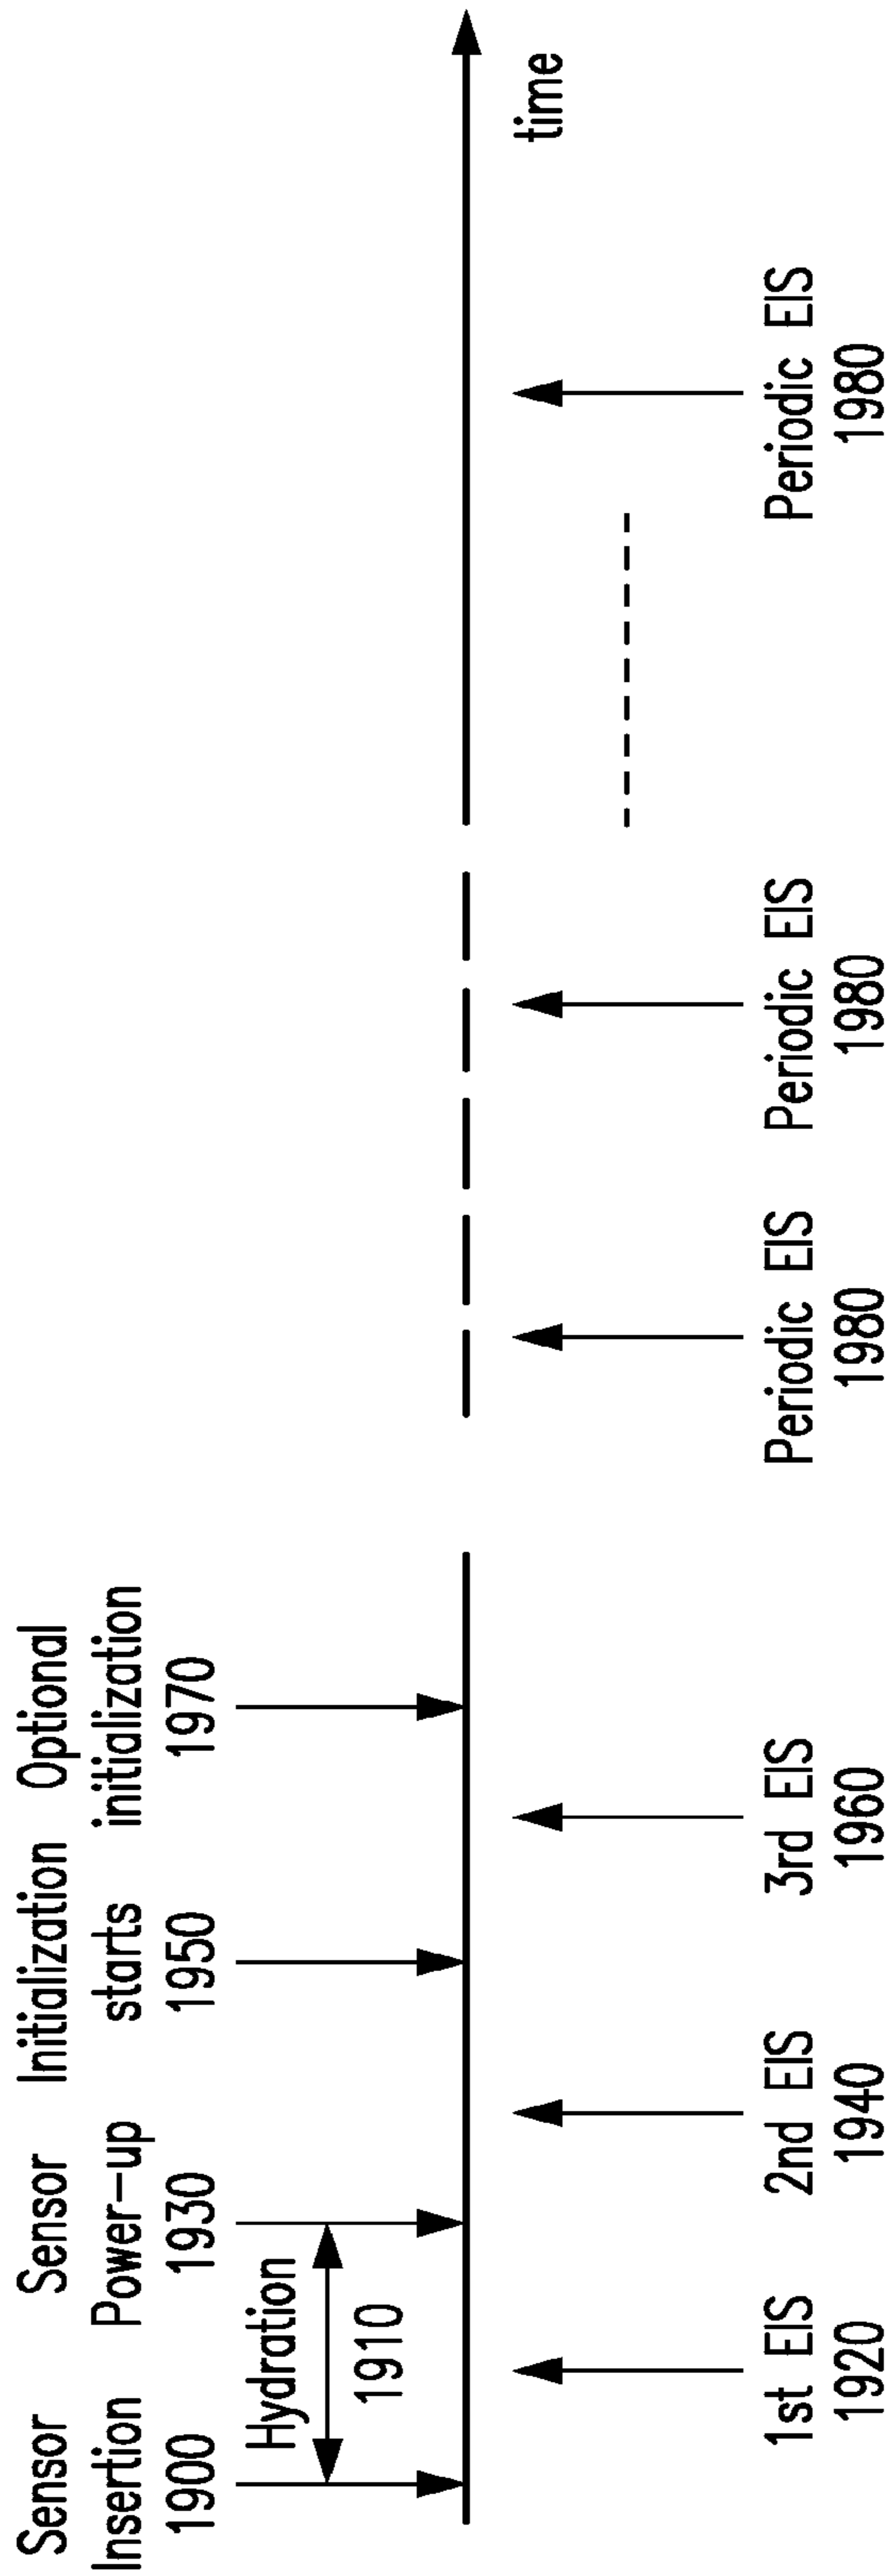 Sensor
Insertion
1900
Sensor
Power-up
1930
Initialization
starts
1950
Optional
initialization
1970
Hydration
1910
time
1st EIS
1920
2nd EIS
1940
3rd EIS
1960
Periodic EIS
1980
Periodic EIS
1980
Periodic EIS
1980